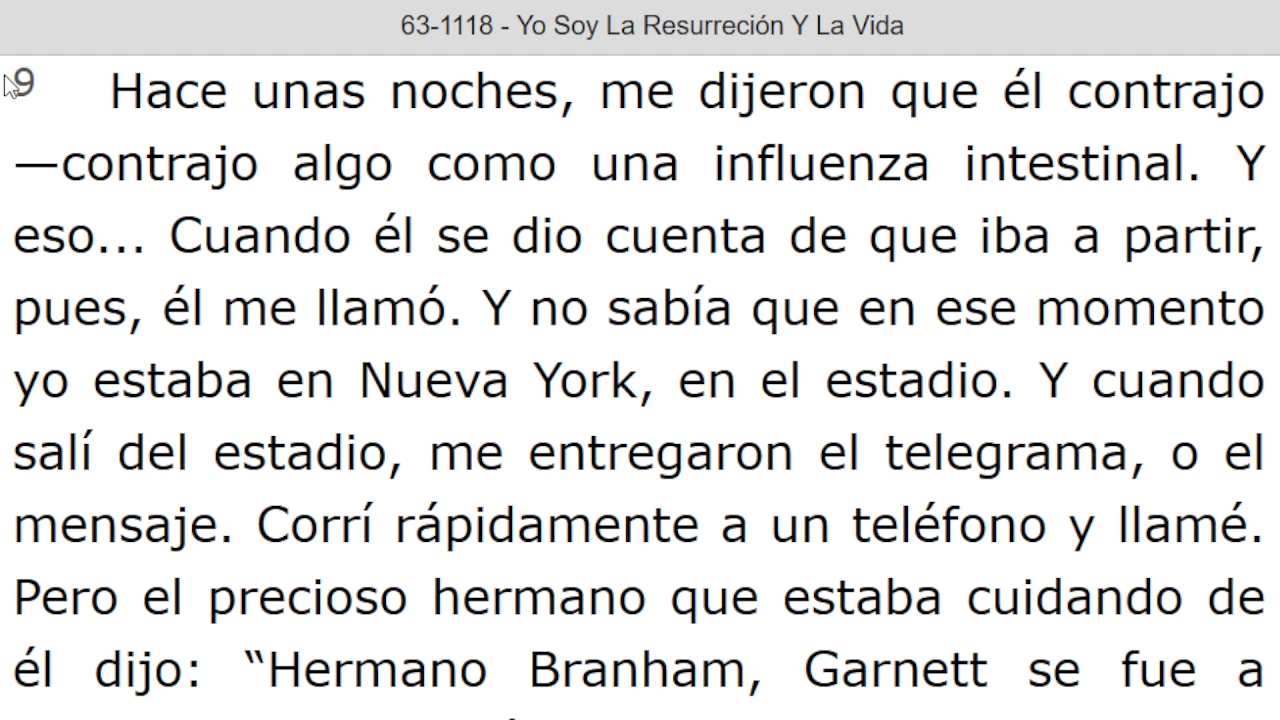 63-1118 - Yo Soy La Resurreción Y La Vida
9 Hace unas noches, me dijeron que él contrajo
—contrajo algo como una influenza intestinal. Y
eso... Cuando él se dio cuenta de que iba a partir,
pues, él me llamó. Y no sabía que en ese momento
yo estaba en Nueva York, en el estadio. Y cuando
salí del estadio, me entregaron el telegrama, o el
mensaje. Corrí rápidamente a un teléfono y llamé.
Pero el precioso hermano que estaba cuidando de
él dijo: “Hermano Branham, Garnett se fue a